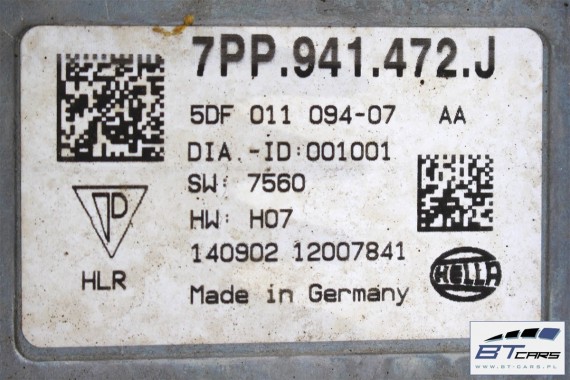 7PP.941.472.J
5DF 011 094-07 AA
DIA.-ID:001001
SW: 7560
HW: H07
140902 12007841
HLR
HELLA
Made in Germany
BTCARS
WWW.BT-CARS.PL